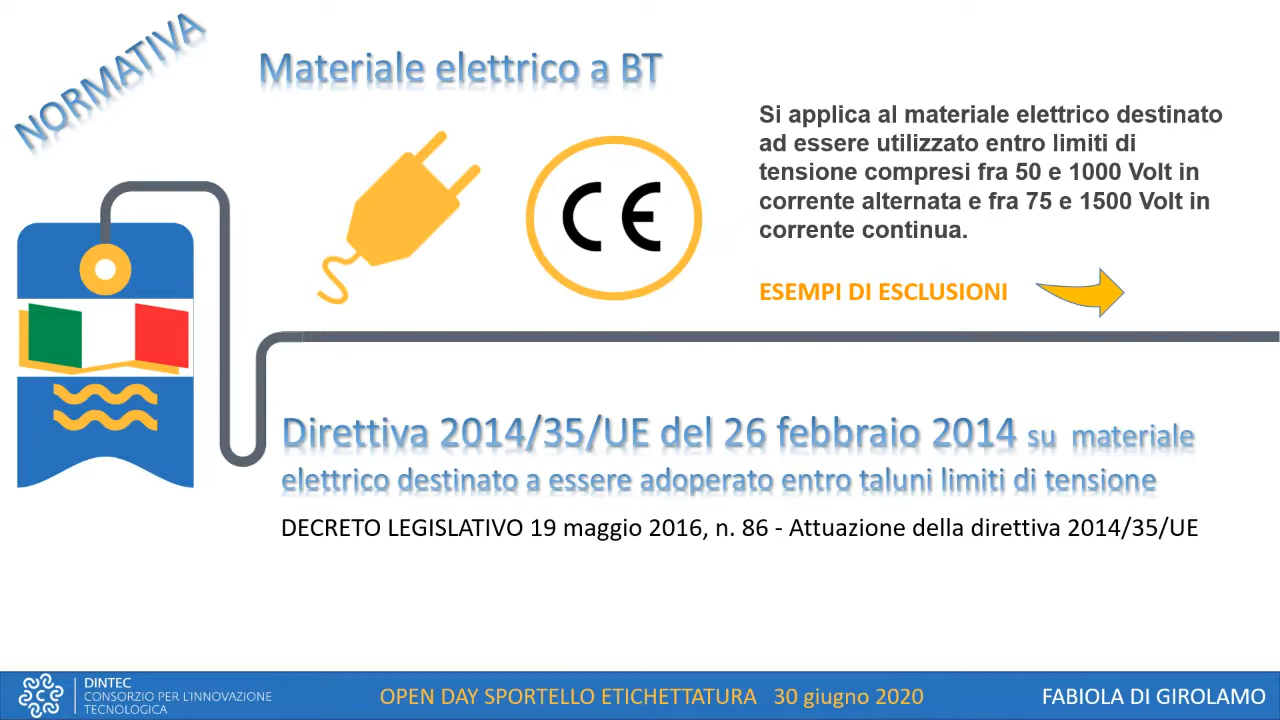 NORMATIVA
Materiale elettrico a BT
Si applica al materiale elettrico destinato
ad essere utilizzato entro limiti di
tensione compresi fra 50 e 1000 Volt in
corrente alternata e fra 75 e 1500 Volt in
corrente continua.
CE
ESEMPI DI ESCLUSIONI
Direttiva 2014/35/UE del 26 febbraio 2014 su materiale
elettrico destinato a essere adoperato entro taluni limiti di tensione
DECRETO LEGISLATIVO 19 maggio 2016, n. 86 - Attuazione della direttiva 2014/35/UE
DINTEC
CONSORZIO PER L'INNOVAZIONE
TECNOLOGICA
OPEN DAY SPORTELLO ETICHETTATURA 30 giugno 2020
FABIOLA DI GIROLAMO